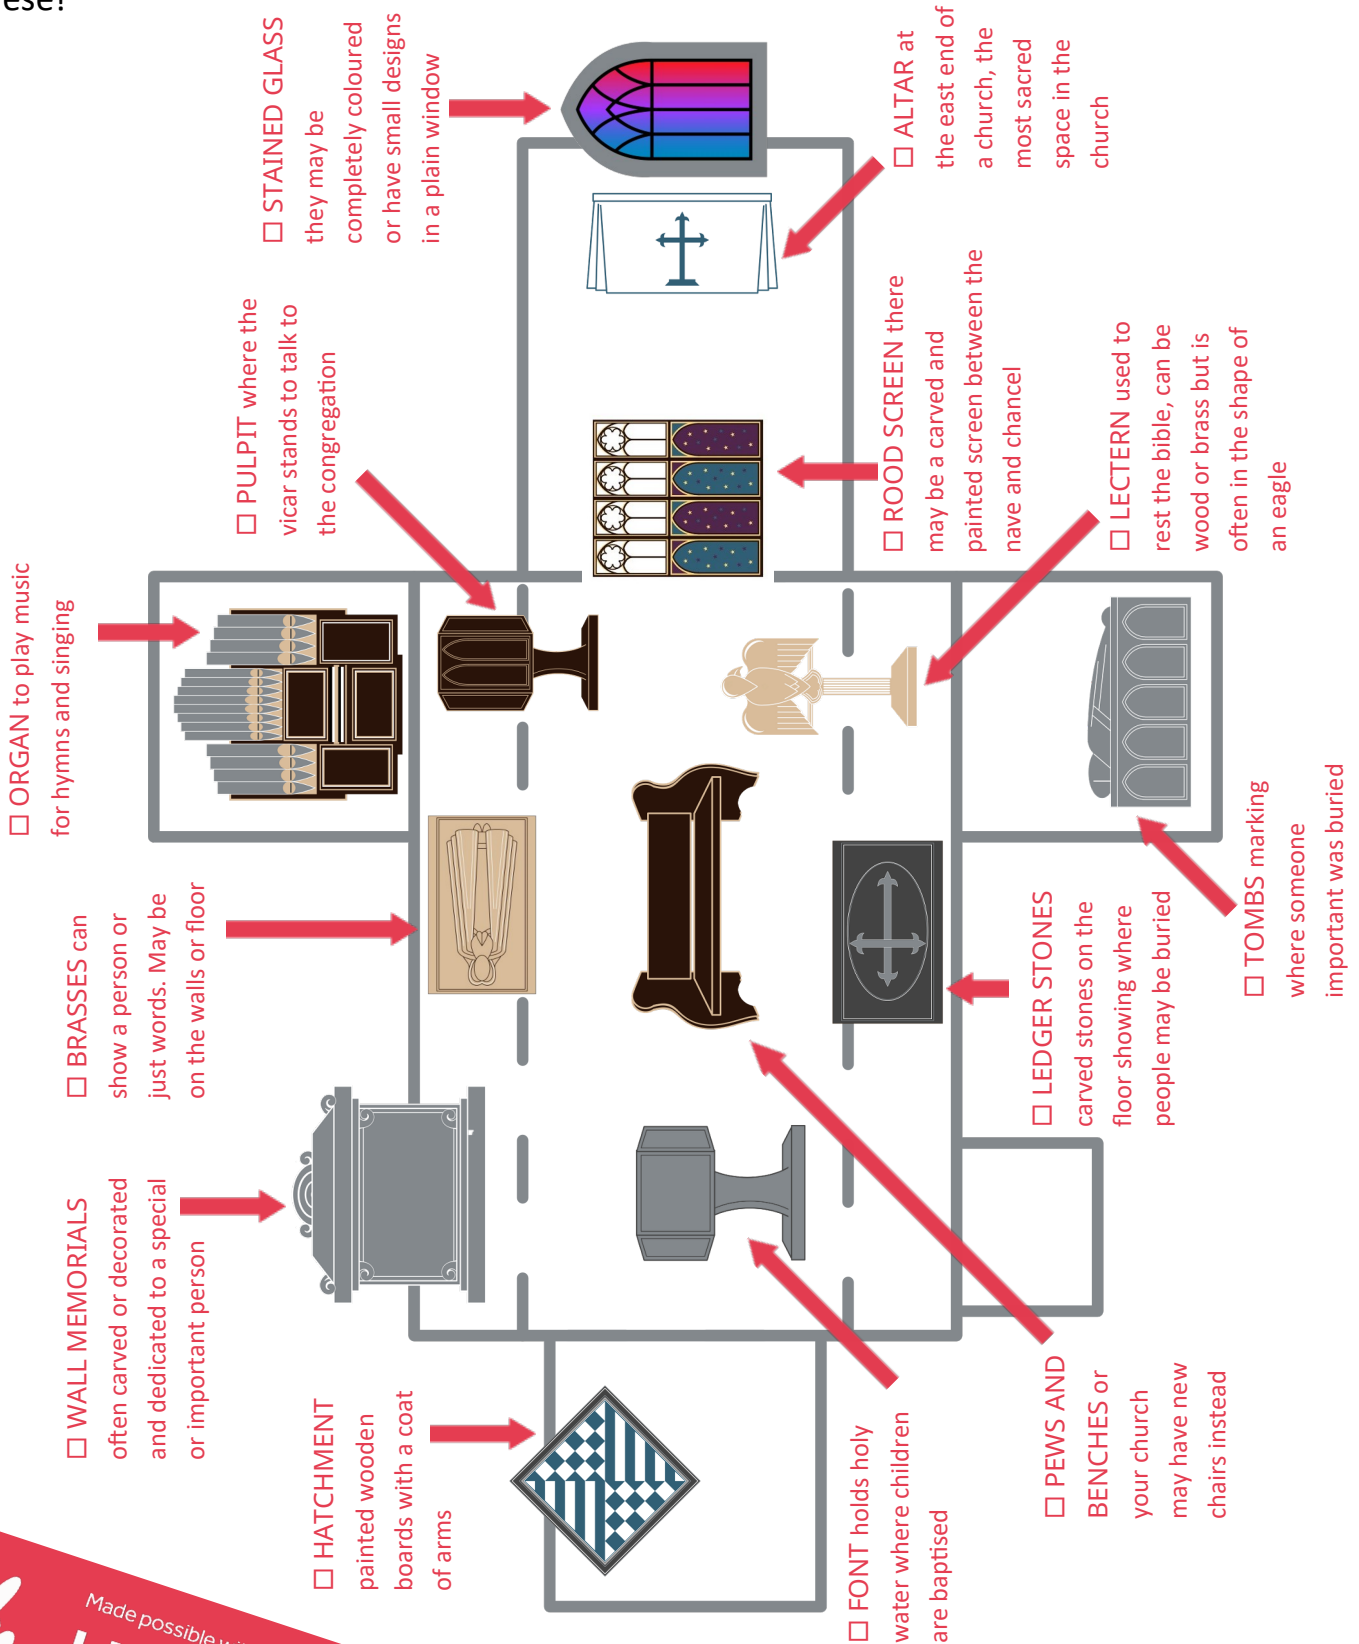 ese?
☐ STAINED GLASS
they may be
completely coloured
or have small designs
in a plain window
☐ ALTAR at
the east end of
a church, the
most sacred
space in the
church
☐ PULPIT where the
vicar stands to talk to
the congregation
☐ ROOD SCREEN there
may be a carved and
painted screen between the
nave and chancel
☐ LECTERN used to
rest the bible, can be
wood or brass but is
often in the shape of
an eagle
☐ ORGAN to play music
for hymns and singing
☐ TOMBS marking
where someone
important was buried
☐ BRASSES can
show a person or
just words. May be
on the walls or floor
☐ LEDGER STONES
carved stones on the
floor showing where
people may be buried
☐ WALL MEMORIALS
often carved or decorated
and dedicated to a special
or important person
☐ HATCHMENT
painted wooden
boards with a coat
of arms
☐ FONT holds holy
water where children
are baptised
☐ PEWS AND
BENCHES or
your church
may have new
chairs instead
Made possible